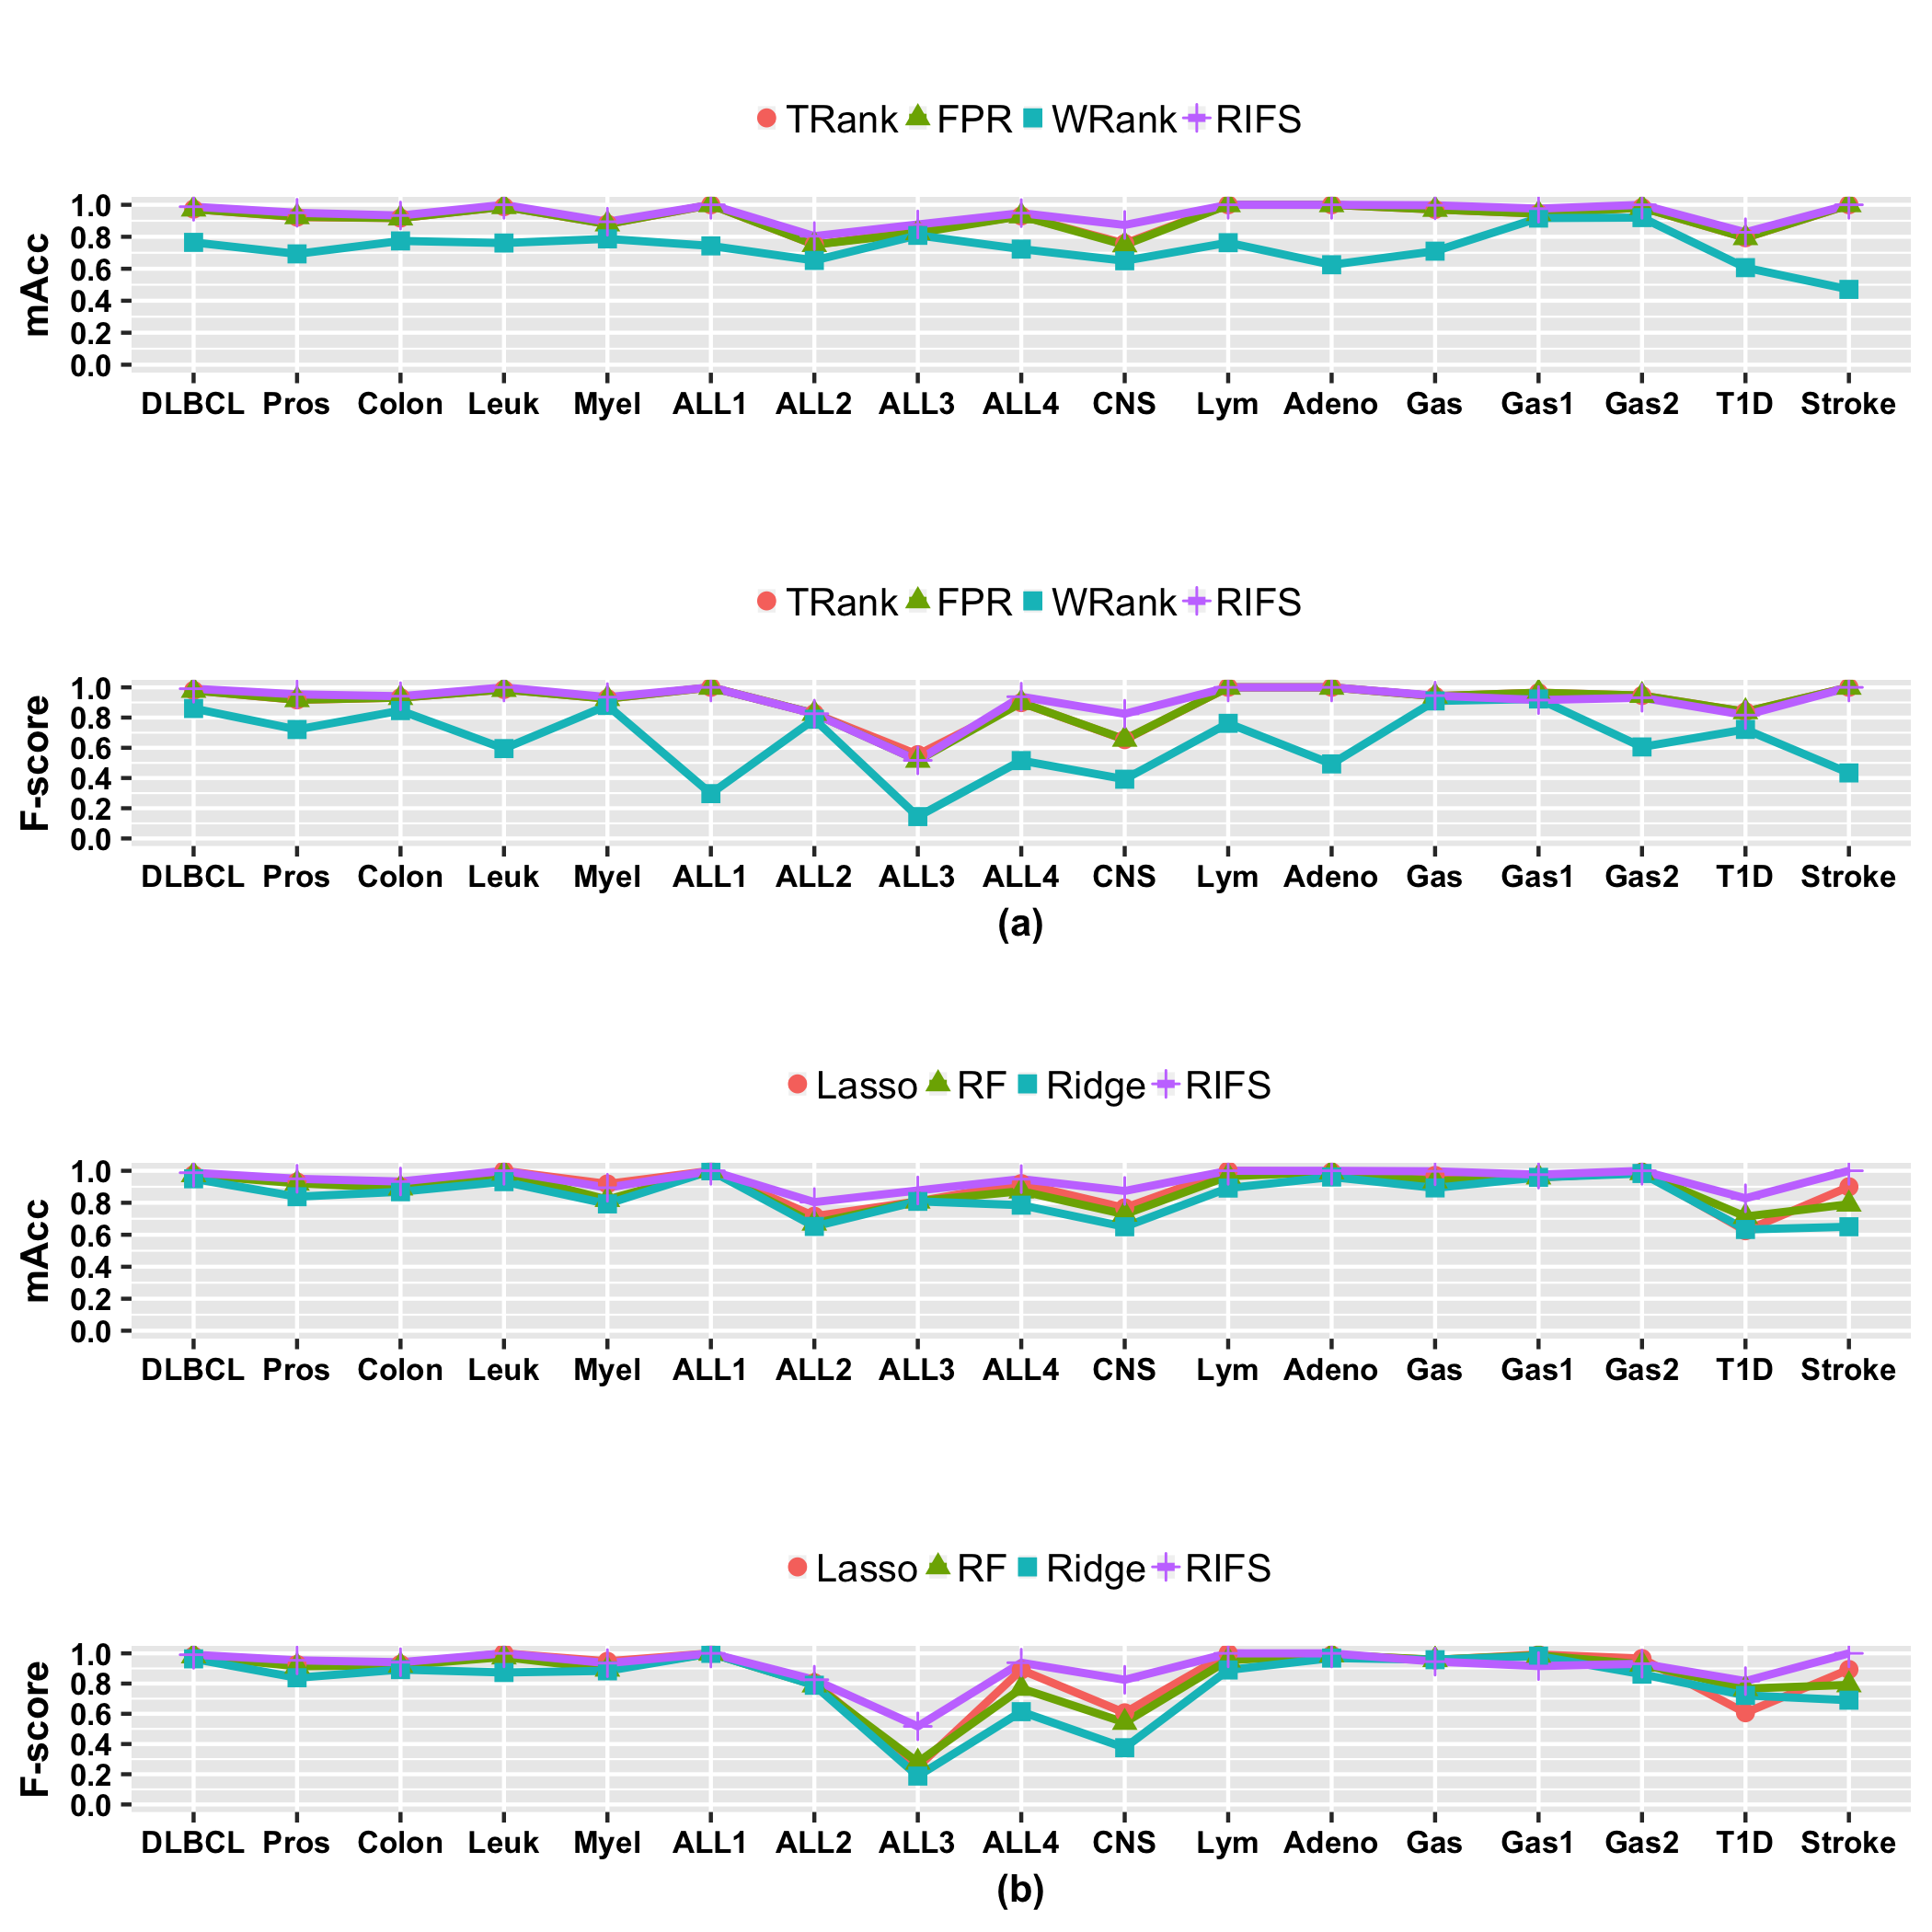 TRank FPR WRank RIFS
mAcc
1.0
0.8
0.6
0.4
0.2
0.0
DLBCL Pros Colon Leuk Myel ALL1 ALL2 ALL3 ALL4 CNS Lym Adeno Gas Gas1 Gas2 T1D Stroke
TRank FPR WRank RIFS
F-score
1.0
0.8
0.6
0.4
0.2
0.0
DLBCL Pros Colon Leuk Myel ALL1 ALL2 ALL3 ALL4 CNS Lym Adeno Gas Gas1 Gas2 T1D Stroke
(a)
Lasso RF Ridge RIFS
mAcc
1.0
0.8
0.6
0.4
0.2
0.0
DLBCL Pros Colon Leuk Myel ALL1 ALL2 ALL3 ALL4 CNS Lym Adeno Gas Gas1 Gas2 T1D Stroke
Lasso RF Ridge RIFS
F-score
1.0
0.8
0.6
0.4
0.2
0.0
DLBCL Pros Colon Leuk Myel ALL1 ALL2 ALL3 ALL4 CNS Lym Adeno Gas Gas1 Gas2 T1D Stroke
(b)